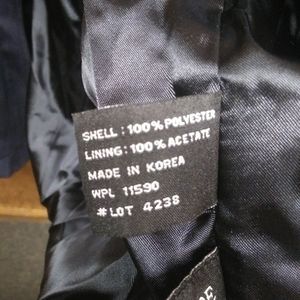 SHELL : 100% POLYESTER
LINING : 100% ACETATE
MADE IN KOREA
WPL 11590
# LOT 4238